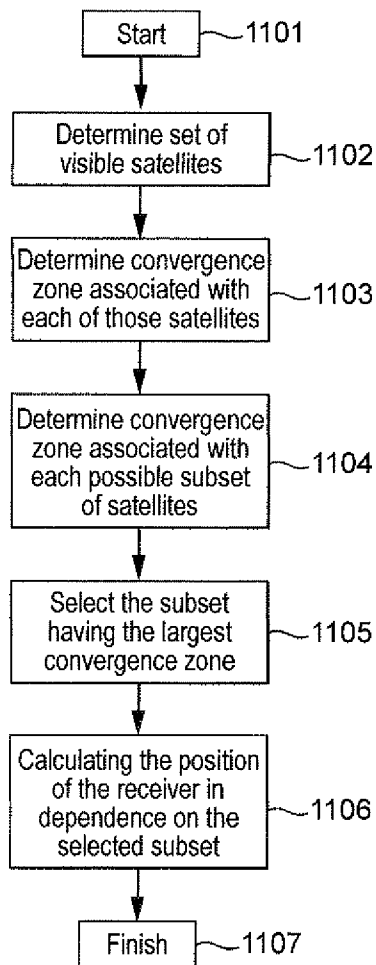 Start
1101
Determine set of
visible satellites
1102
Determine convergence
zone associated with
each of those satellites
1103
Determine convergence
zone associated with
each possible subset
of satellites
1104
Select the subset
having the largest
convergence zone
1105
Calculating the position
of the receiver in
dependence on the
selected subset
1106
Finish
1107